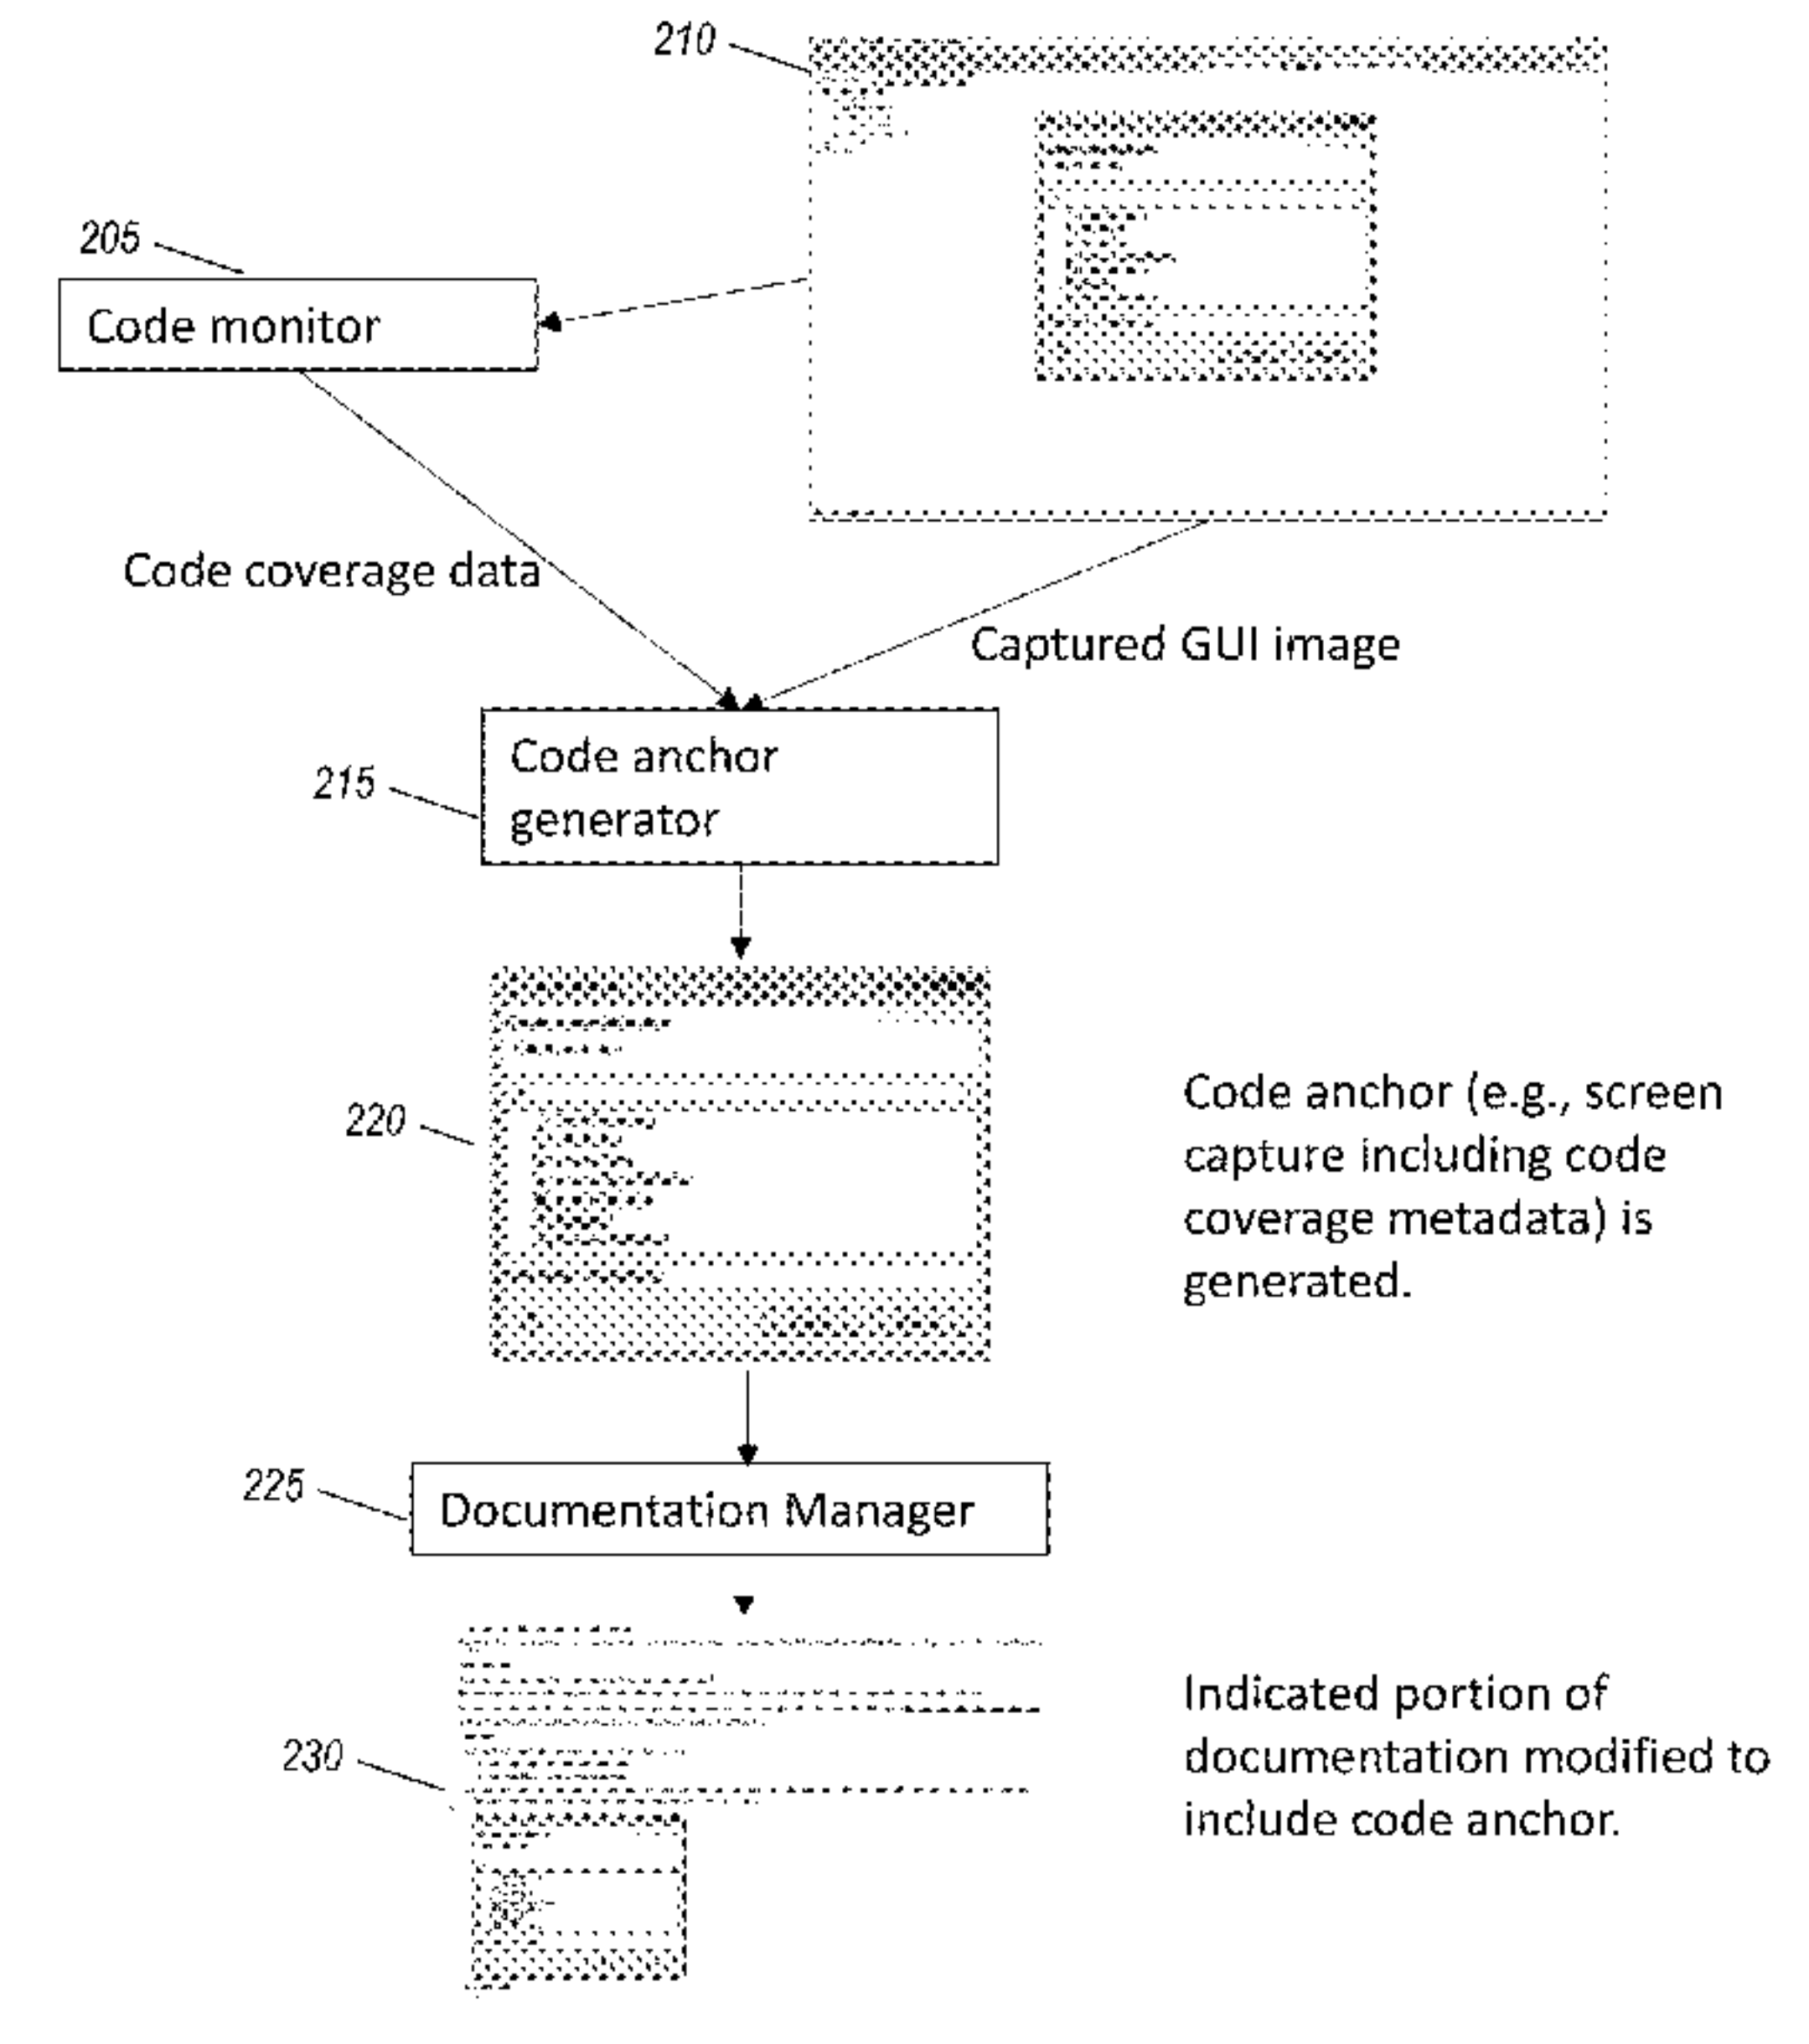 210
205
Code monitor
Code coverage data
Captured GUI image
215
Code anchor
generator
220
Code anchor (e.g., screen
capture including code
coverage metadata) is
generated.
225
Documentation Manager
230
Indicated portion of
documentation modified to
include code anchor.